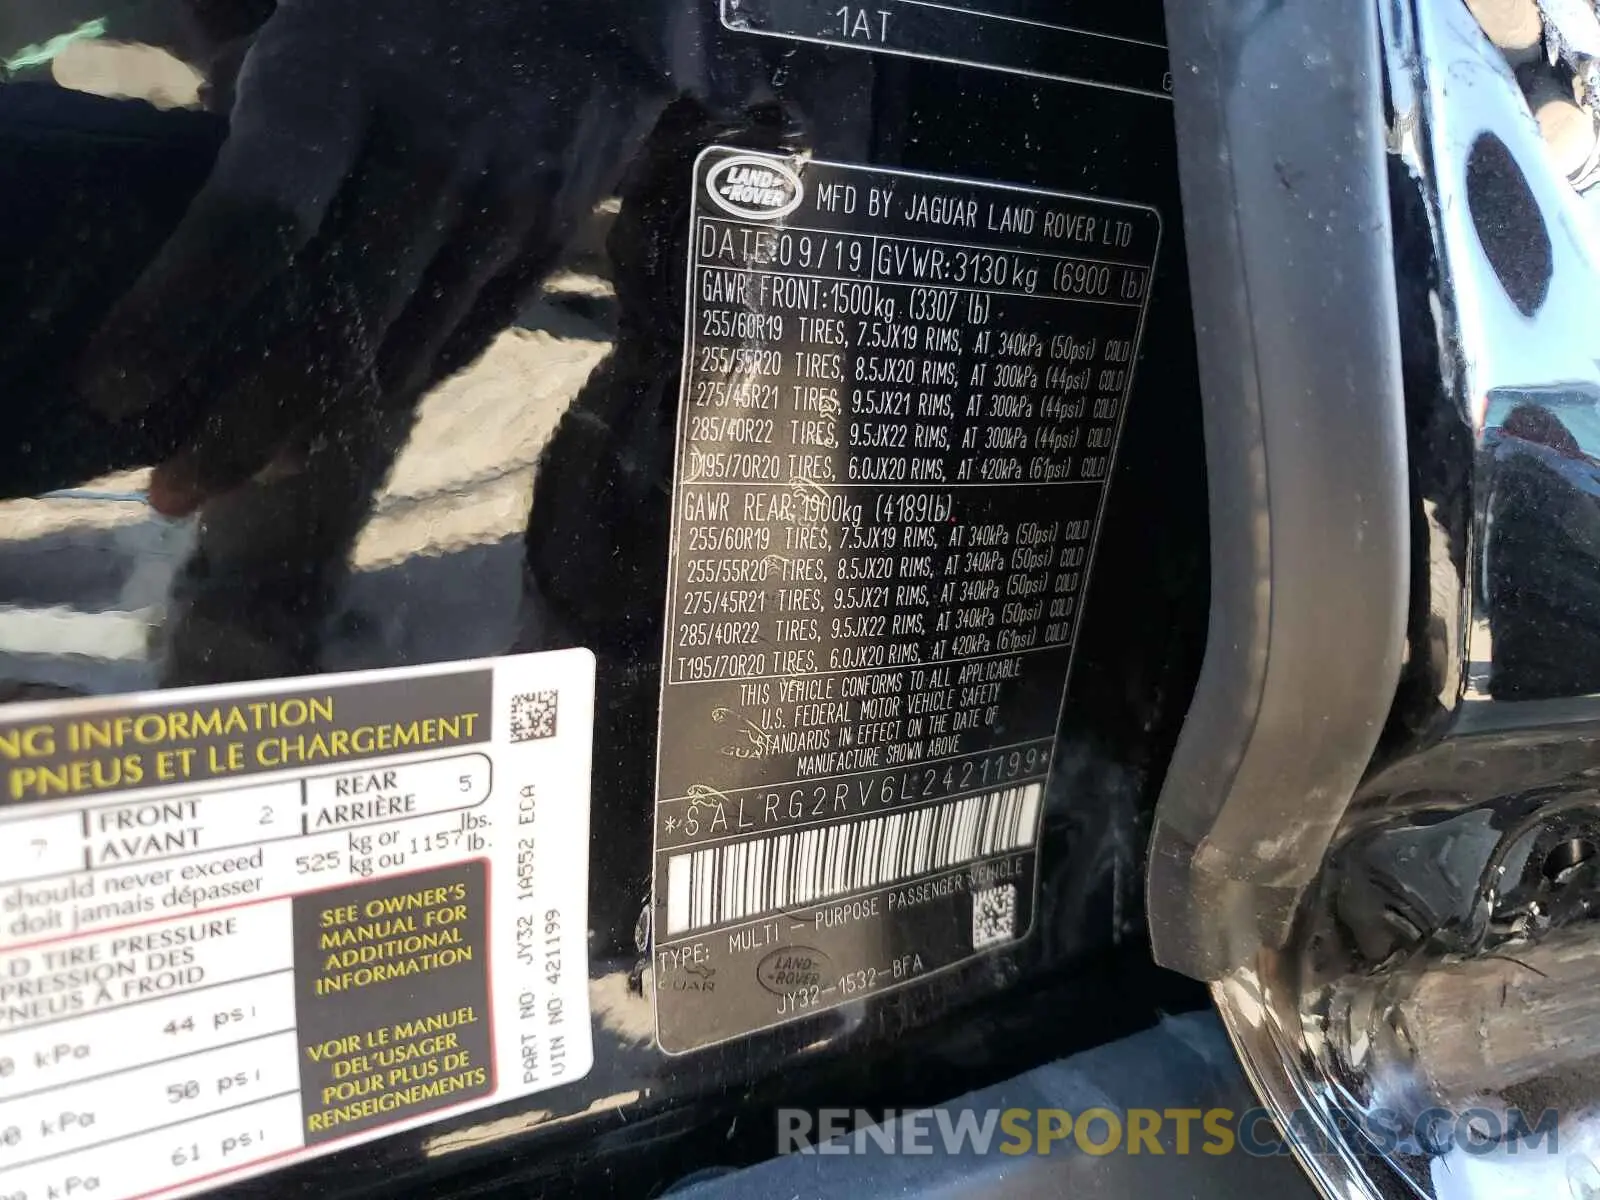 1AT
G
LAND ROVER
MFD BY JAGUAR LAND ROVER LTD
DATE:09/19 GVWR:3130kg (6900 lb)
GAWR FRONT:1500kg (3307 lb)
255/60R19 TIRES, 7.5JX19 RIMS, AT 340kPa (50psi) COLD
255/55R20 TIRES, 8.5JX20 RIMS, AT 300kPa (44psi) COLD
275/45R21 TIRES, 9.5JX21 RIMS, AT 300kPa (44psi) COLD
285/40R22 TIRES, 9.5JX22 RIMS, AT 300kPa (44psi) COLD
T195/70R20 TIRES, 6.0JX20 RIMS, AT 420kPa (61psi) COLD
GAWR REAR:1900kg (4189lb)
255/60R19 TIRES, 7.5JX19 RIMS, AT 340kPa (50psi) COLD
255/55R20 TIRES, 8.5JX20 RIMS, AT 340kPa (50psi) COLD
275/45R21 TIRES, 9.5JX21 RIMS, AT 340kPa (50psi) COLD
285/40R22 TIRES, 9.5JX22 RIMS, AT 340kPa (50psi) COLD
T195/70R20 TIRES, 6.0JX20 RIMS, AT 420kPa (61psi) COLD
THIS VEHICLE CONFORMS TO ALL APPLICABLE
U.S. FEDERAL MOTOR VEHICLE SAFETY
STANDARDS IN EFFECT ON THE DATE OF
MANUFACTURE SHOWN ABOVE
*SALRG2RV6L2421199*
TYPE: MULTI - PURPOSE PASSENGER VEHICLE
LAND ROVER
JY32-1532-BFA
NG INFORMATION
PNEUS ET LE CHARGEMENT
7 FRONT AVANT 2 REAR ARRIÈRE 5
should never exceed
doit jamais dépasser
525 kg or kg ou 1157 lbs. lb.
LD TIRE PRESSURE
PRESSION DES
PNEUS À FROID
0 kPa 44 psi
0 kPa 50 psi
kPa 61 psi
SEE OWNER'S
MANUAL FOR
ADDITIONAL
INFORMATION
VOIR LE MANUEL
DEL'USAGER
POUR PLUS DE
RENSEIGNEMENTS
PART NO: JY32 1A552 ECA
VIN NO: 421199
RENEWSPORTSCARS.COM